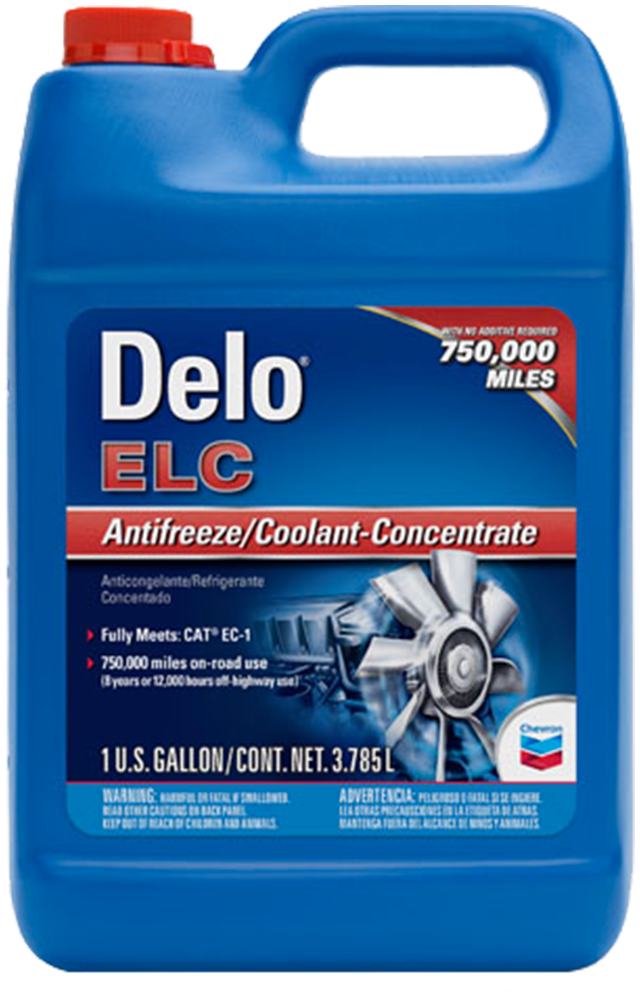 Delo®
ELC
WITH NO ADDITIVE REQUIRED
750,000
MILES
Antifreeze/Coolant-Concentrate
Anticongelante/Refrigerante
Concentado
Fully Meets: CAT® EC-1
750,000 miles on-road use
(8 years or 12,000 hours off-highway use)
1 U.S. GALLON/CONT. NET. 3.785L
Chevron
WARNING: HARMFUL OR FATAL IF SWALLOWED.
READ OTHER CAUTIONS ON BACK PANEL.
KEEP OUT OF REACH OF CHILDREN AND ANIMALS.
ADVERTENCIA: PELIGROSO O FATAL SI SE INGIERE.
LEA OTRAS PRECAUSCIONES EN LA ETIQUETA DE ATRAS.
MANTENGA FUERA DEL ALCANCE DE NINOS Y ANIMALES.